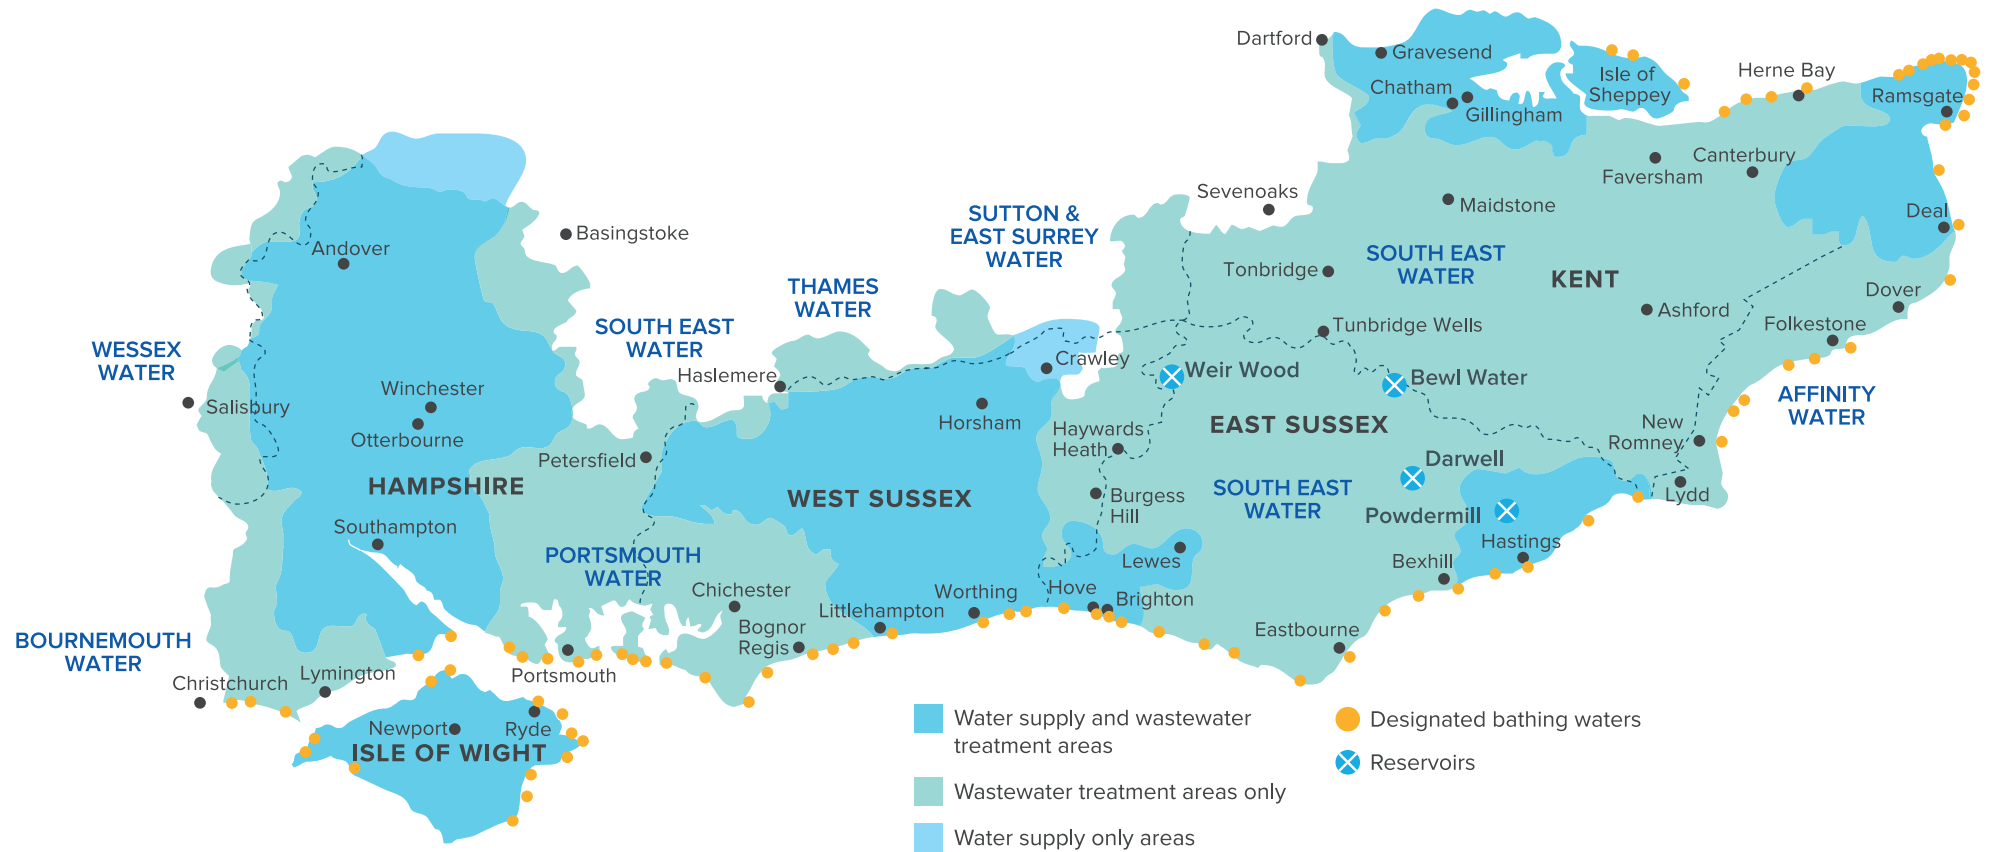 Dartford
Gravesend
Chatham
Gillingham
Isle of
Sheppey
Herne Bay
Ramsgate
Canterbury
Faversham
Sevenoaks
Maidstone
Deal
SUTTON &
EAST SURREY
WATER
Basingstoke
Andover
SOUTH EAST
WATER
KENT
Tonbridge
THAMES
WATER
Dover
Ashford
Folkestone
SOUTH EAST
WATER
Tunbridge Wells
WESSEX
WATER
Crawley
Haslemere
Weir Wood
Bewl Water
AFFINITY
WATER
Winchester
Salisbury
Otterbourne
Horsham
EAST SUSSEX
Haywards
Heath
New
Romney
Petersfield
Darwell
HAMPSHIRE
WEST SUSSEX
SOUTH EAST
WATER
Burgess
Hill
Lydd
Powdermill
Southampton
Hastings
PORTSMOUTH
WATER
Lewes
Bexhill
Chichester
Worthing
Hove
Brighton
Littlehampton
Bognor
Regis
Eastbourne
BOURNEMOUTH
WATER
Lymington
Portsmouth
Christchurch
Newport
Ryde
ISLE OF WIGHT
Water supply and wastewater
treatment areas
Wastewater treatment areas only
Water supply only areas
Designated bathing waters
Reservoirs